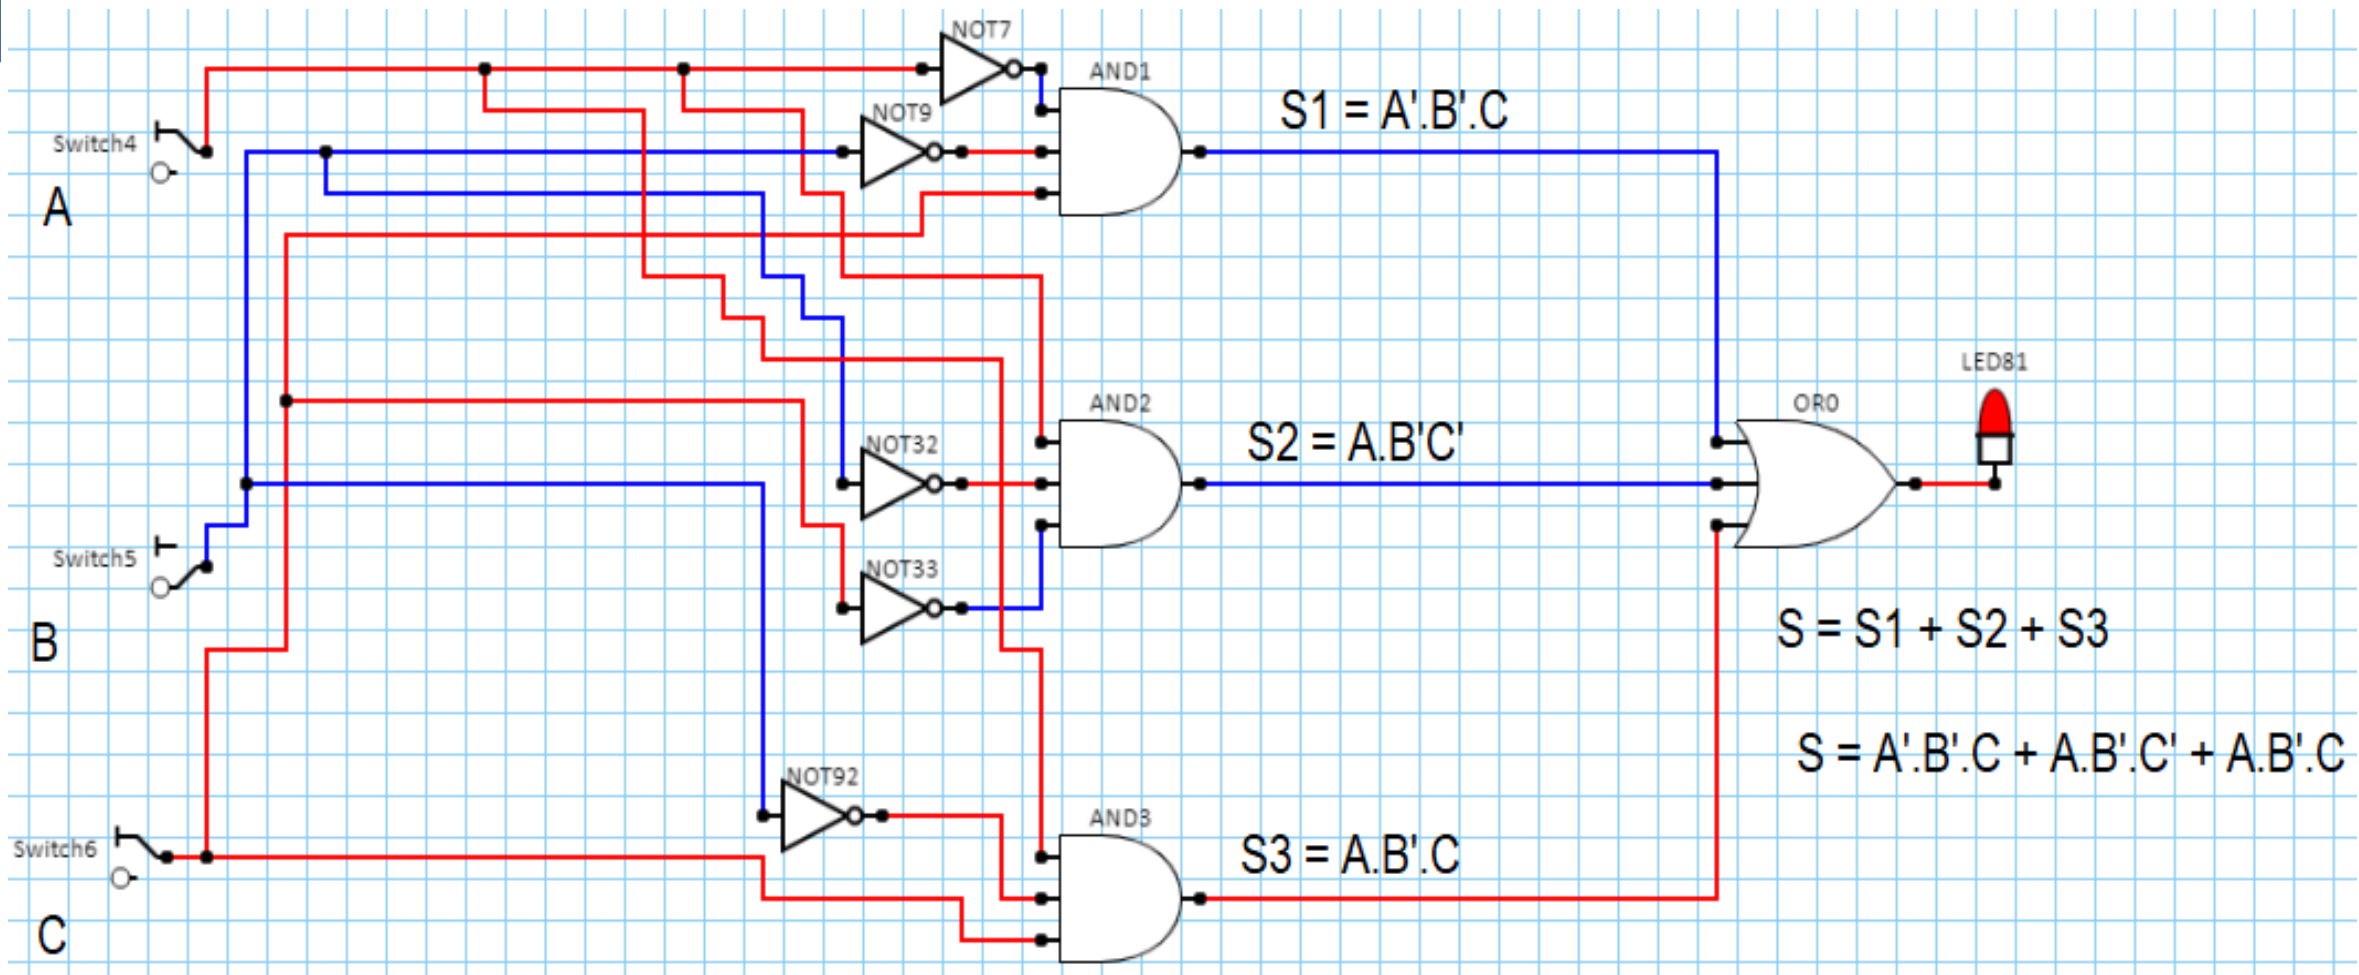 NOT7
AND1
S1 = A'.B'.C
NOT9
Switch4
A
LED81
AND2
OR0
NOT32
S2 = A.B'C'
Switch5
NOT33
B
S = S1 + S2 + S3
S = A'.B'.C + A.B'.C' + A.B'.C
NOT92
AND3
Switch6
S3 = A.B'.C
C